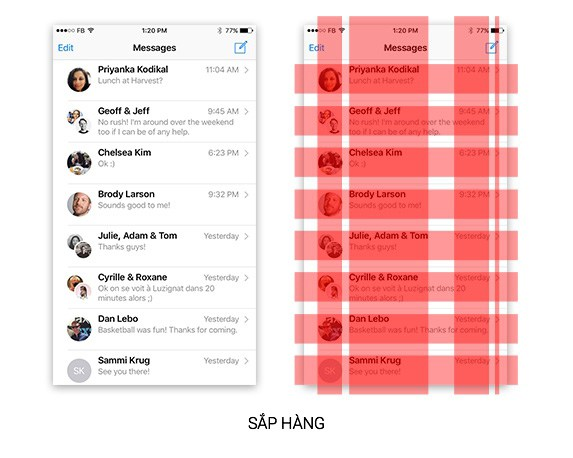 FB 1:20 PM 77%
Edit Messages
Priyanka Kodikal 11:04 AM
Lunch at Harvest?
Geoff & Jeff 9:45 AM
No rush! I'm around over the weekend
too if I can be of any help.
Chelsea Kim 6:23 PM
Ok :)
Brody Larson 9:32 PM
Sounds good to me!
Julie, Adam & Tom Yesterday
Thanks guys!
Cyrille & Roxane Yesterday
Ok on se voit à Luzignat dans 20
minutes alors ;)
Dan Lebo Yesterday
Basketball was fun! Thanks for coming.
SK
Sammi Krug Yesterday
See you there!
FB 1:20 PM 77%
Edit Messages
Priyanka Kodikal 11:04 AM
Lunch at Harvest?
Geoff & Jeff 9:45 AM
No rush! I'm around over the weekend
too if I can be of any help.
Chelsea Kim 6:23 PM
Ok :)
Brody Larson 9:32 PM
Sounds good to me!
Julie, Adam & Tom Yesterday
Thanks guys!
Cyrille & Roxane Yesterday
Ok on se voit à Luzignat dans 20
minutes alors ;)
Dan Lebo Yesterday
Basketball was fun! Thanks for coming.
SK
Sammi Krug Yesterday
See you there!
SẮP HÀNG